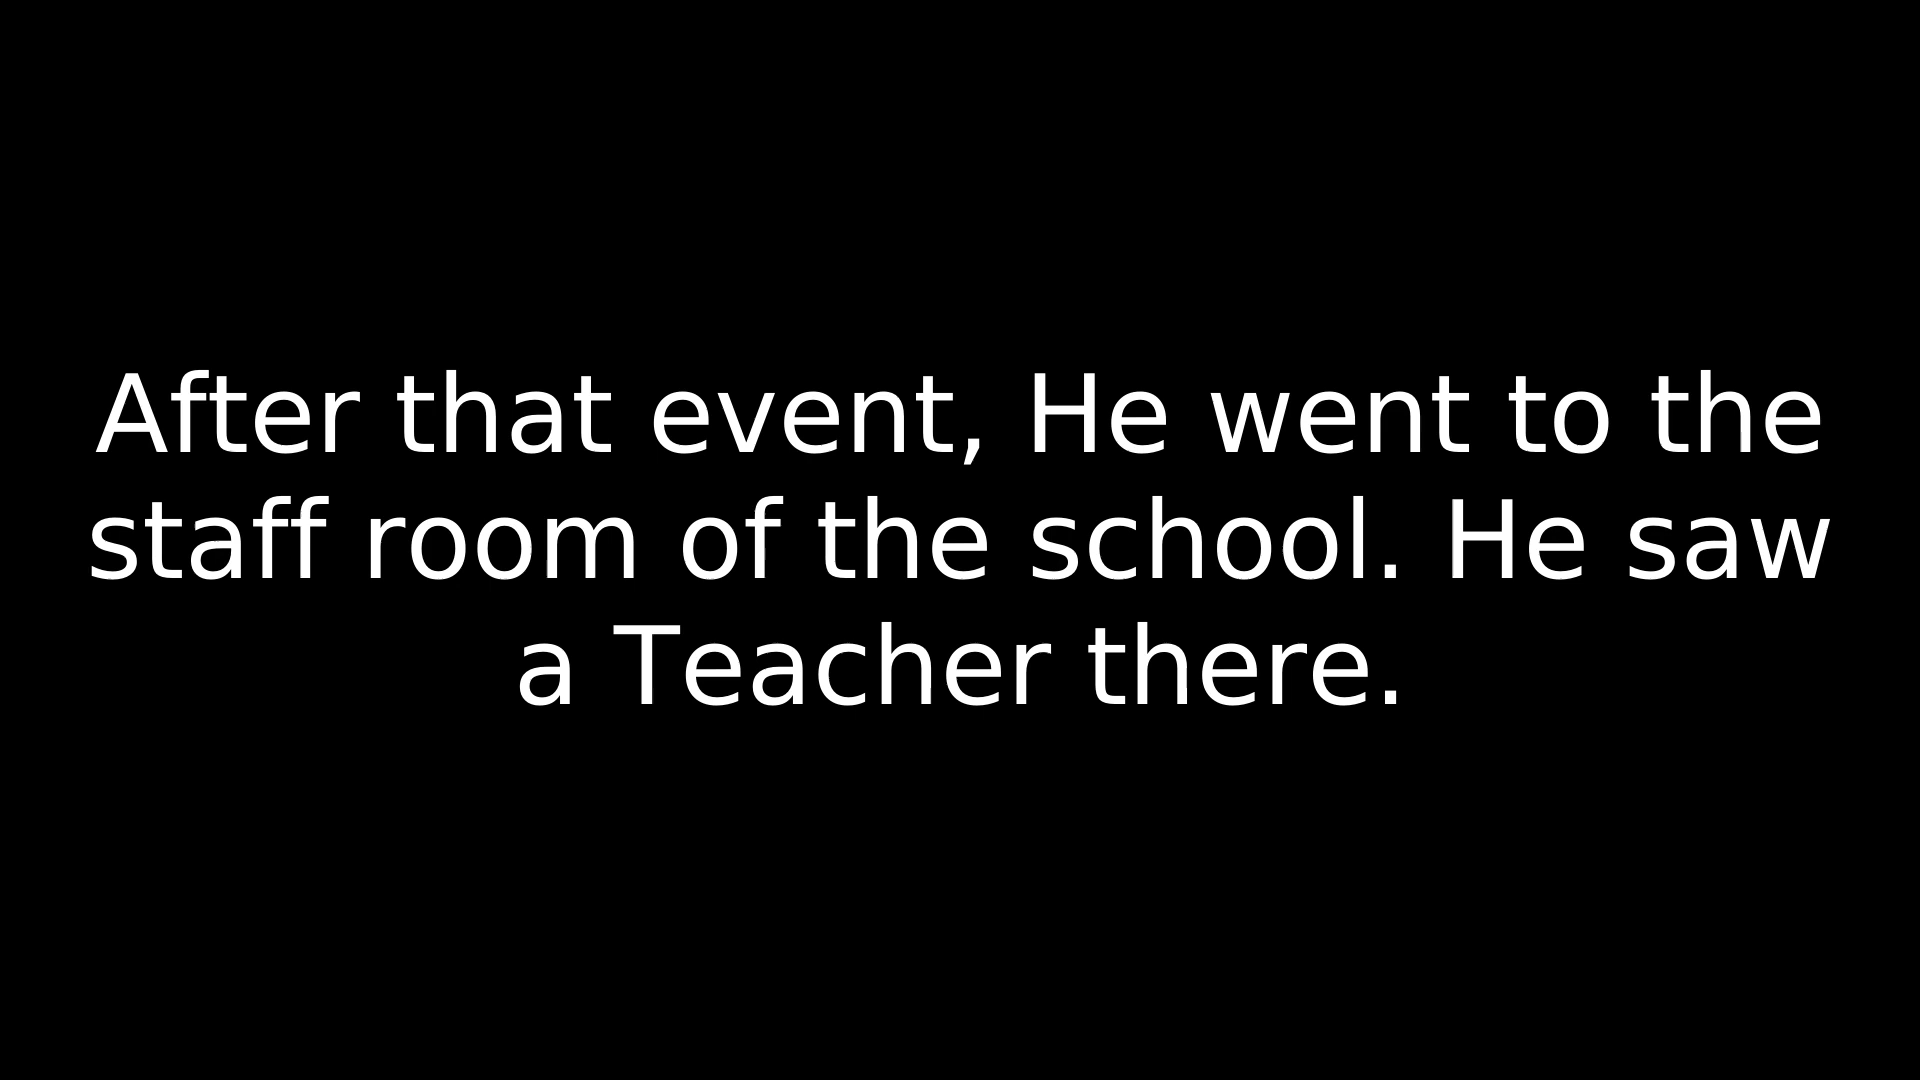 After that event, He went to the
staff room of the school. He saw
a Teacher there.